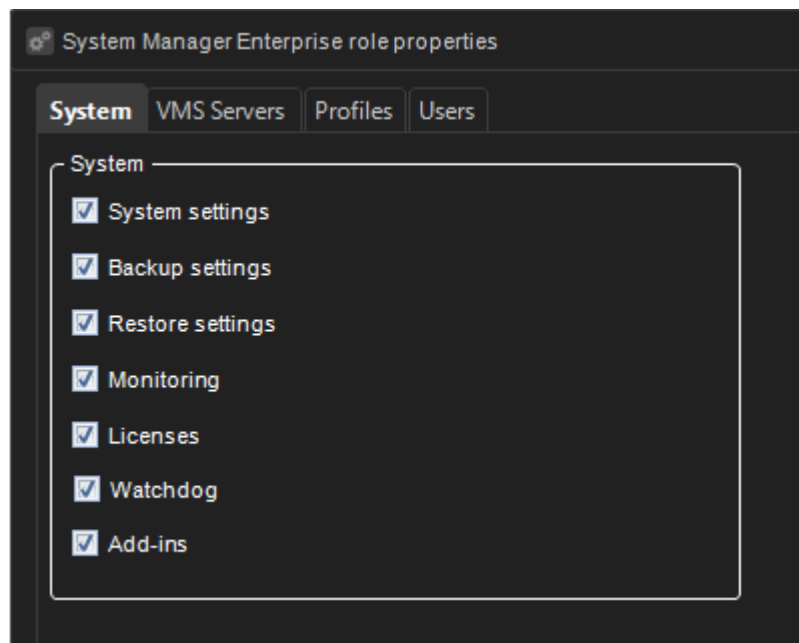 System Manager Enterprise role properties
System VMS Servers Profiles Users
System
System settings
Backup settings
Restore settings
Monitoring
Licenses
Watchdog
Add-ins